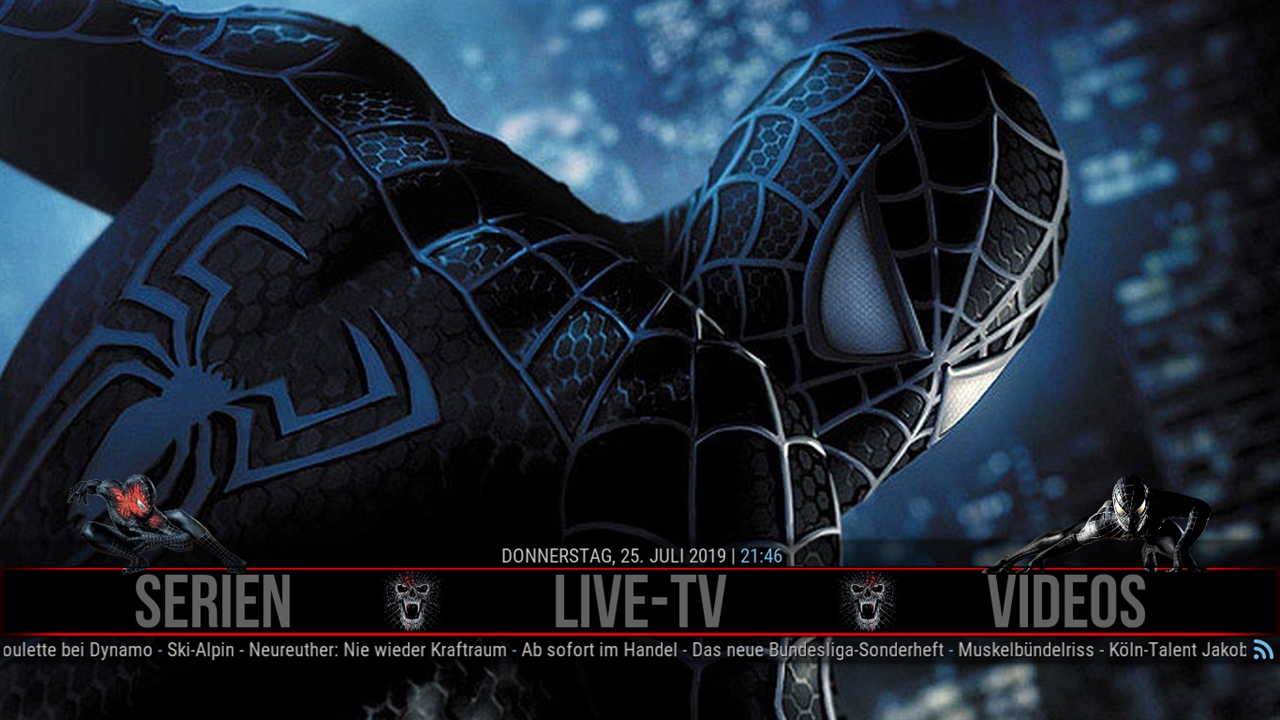 DONNERSTAG, 25. JULI 2019 | 21:46
SERIEN LIVE-TV VIDEOS
oulette bei Dynamo - Ski-Alpin - Neureuther: Nie wieder Kraftraum - Ab sofort im Handel - Das neue Bundesliga-Sonderheft - Muskelbündelriss - Köln-Talent Jakob